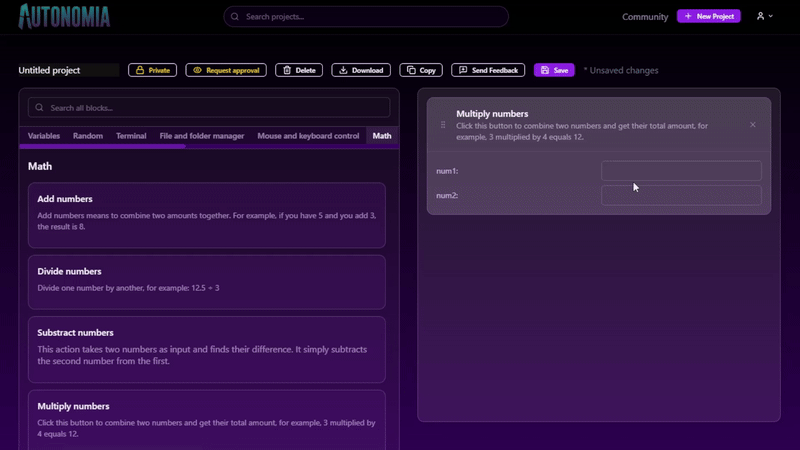 AUTONOMIA
Search projects...
Community
New Project
Untitled project
Private
Request approval
Delete
Download
Copy
Send Feedback
Save
* Unsaved changes
Search all blocks...
Variables
Random
Terminal
File and folder manager
Mouse and keyboard control
Math
Math
Add numbers
Add numbers means to combine two amounts together. For example, if you have 5 and you add 3,
the result is 8.
Divide numbers
Divide one number by another, for example: 12.5 ÷ 3
Substract numbers
This action takes two numbers as input and finds their difference. It simply subtracts
the second number from the first.
Multiply numbers
Click this button to combine two numbers and get their total amount, for example, 3 multiplied by
4 equals 12.
Multiply numbers
Click this button to combine two numbers and get their total amount, for
example, 3 multiplied by 4 equals 12.
num1:
num2: